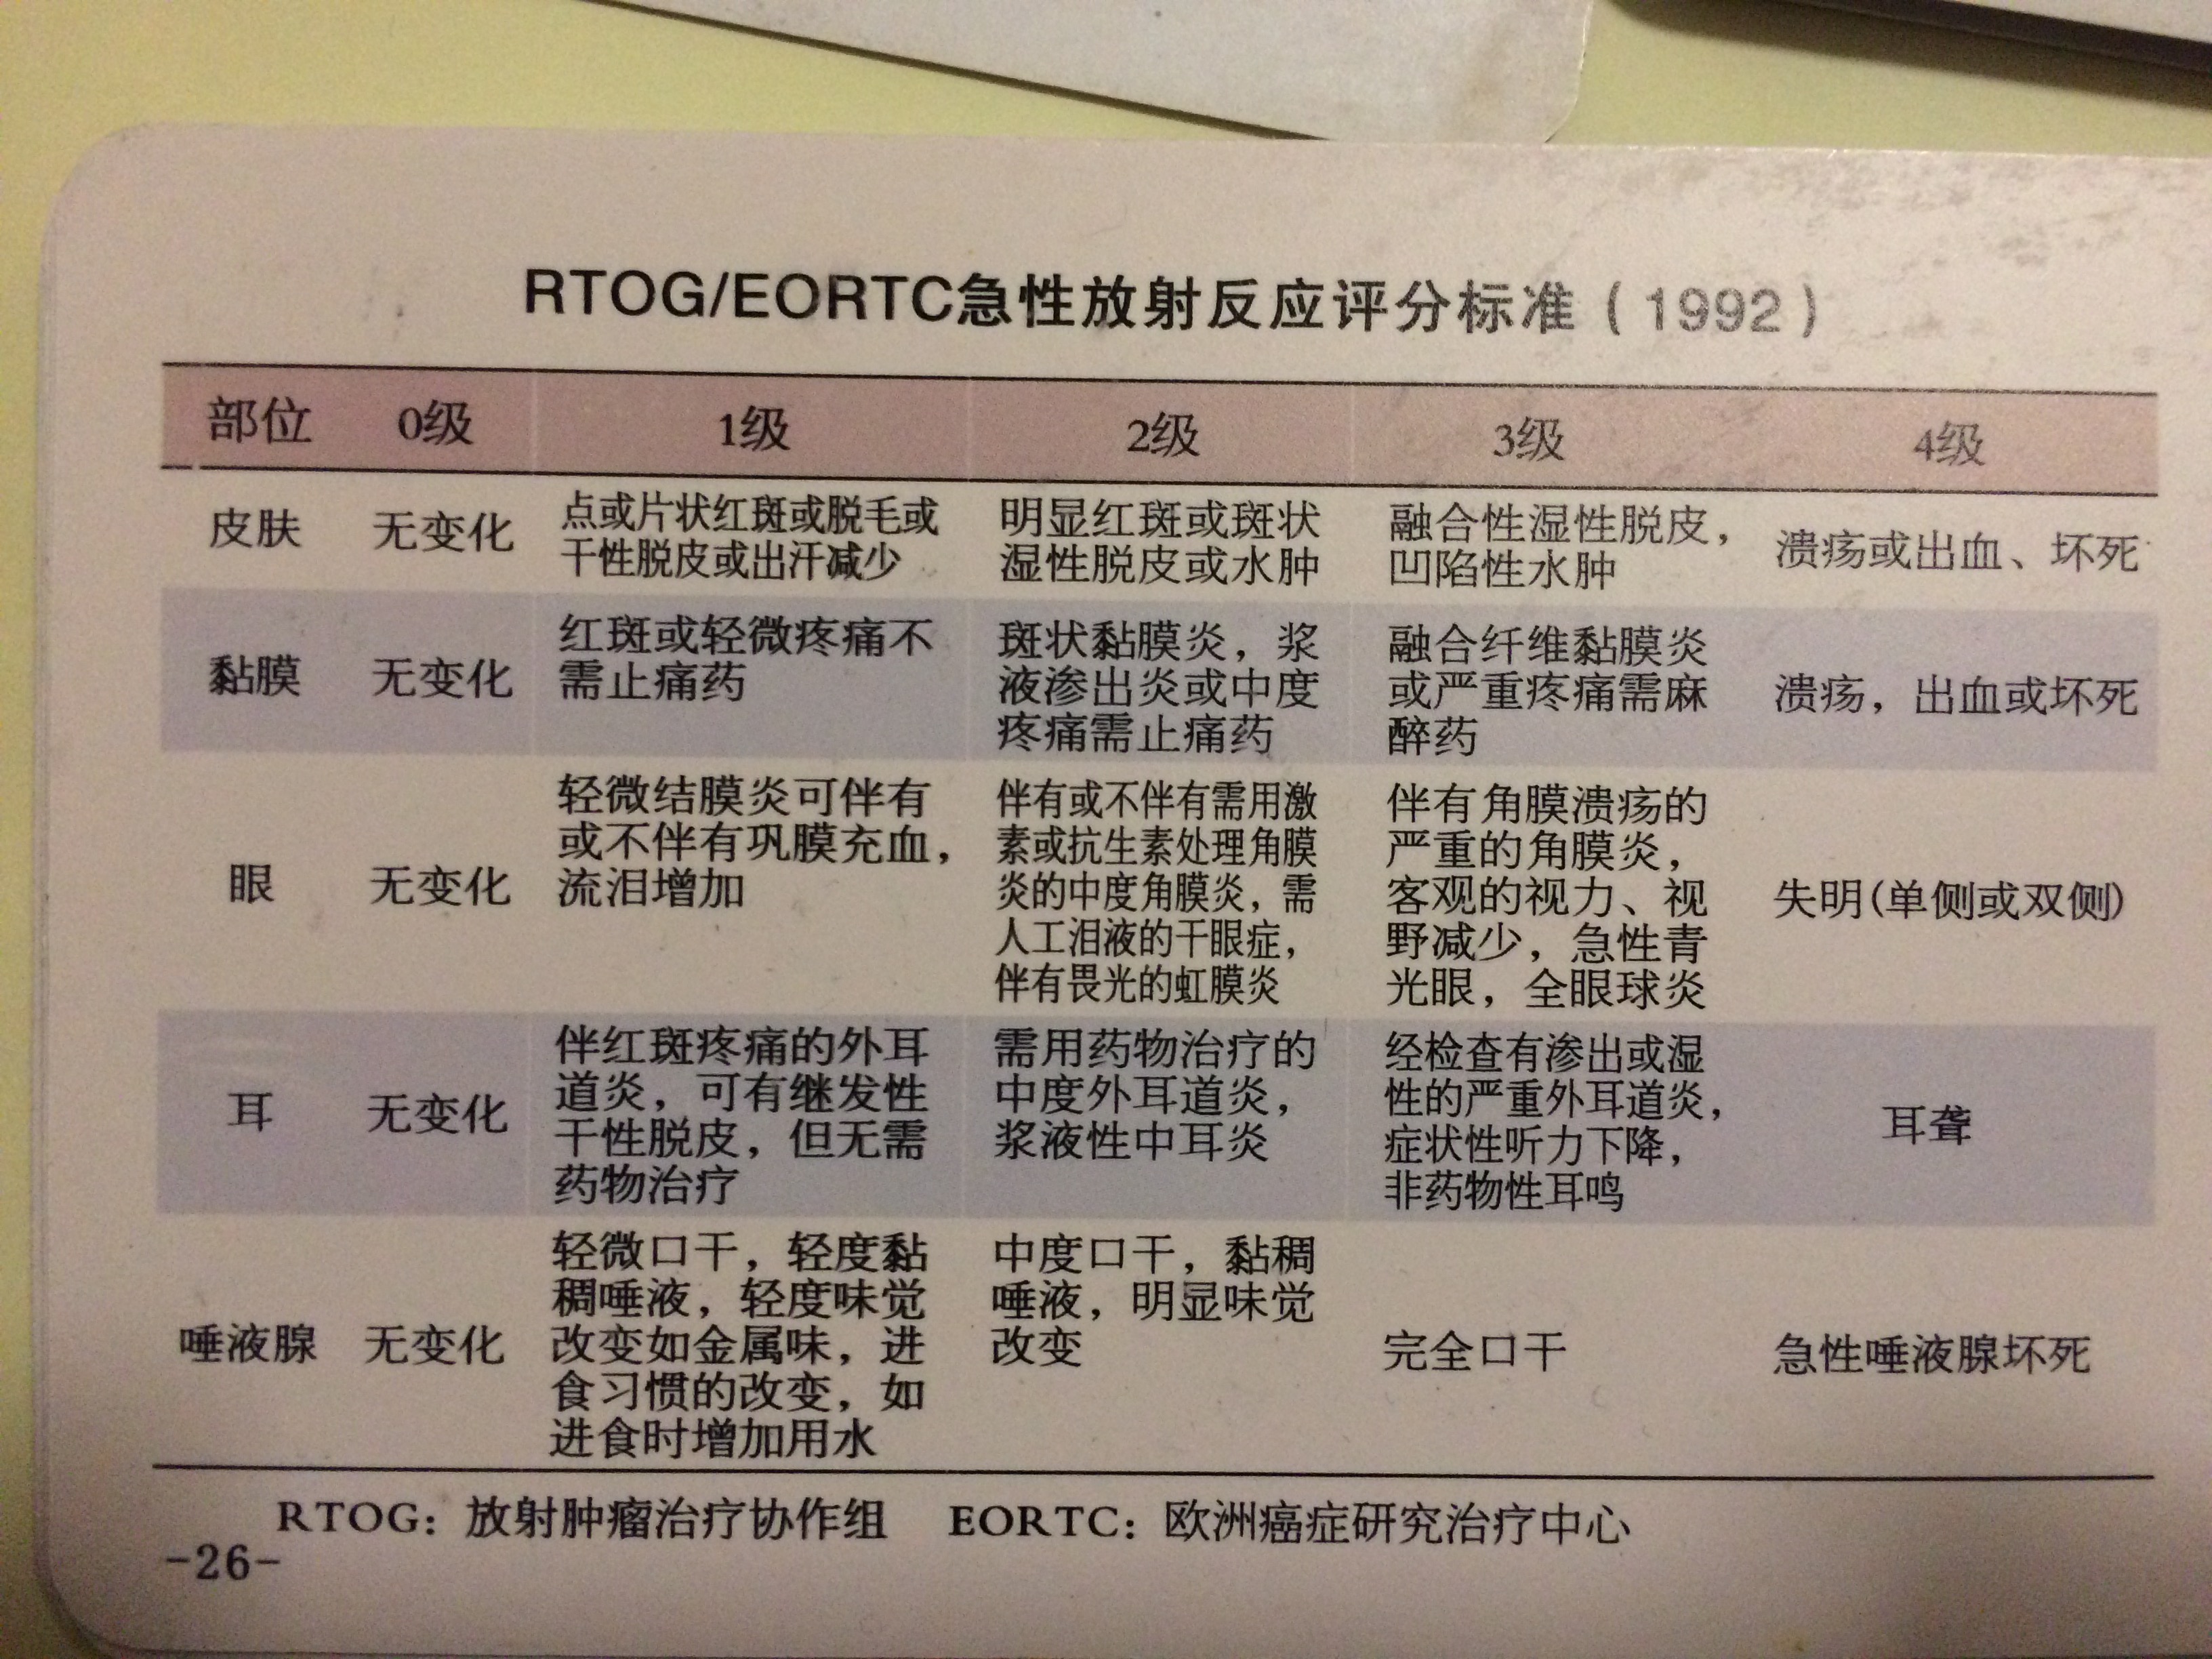 RTOG/EORTC急性放射反应评分标准（1992）
部位 0级 1级 2级 3级 4级
皮肤 无变化
点或片状红斑或脱毛或
干性脱皮或出汗减少
明显红斑或斑状
湿性脱皮或水肿
融合性湿性脱皮，
凹陷性水肿
溃疡或出血、坏死
黏膜 无变化
红斑或轻微疼痛不
需止痛药
斑状黏膜炎，浆
液渗出炎或中度
疼痛需止痛药
融合纤维黏膜炎
或严重疼痛需麻
醉药
溃疡，出血或坏死
眼 无变化
轻微结膜炎可伴有
或不伴有巩膜充血，
流泪增加
伴有或不伴有需用激
素或抗生素处理角膜
炎的中度角膜炎，需
人工泪液的干眼症，
伴有畏光的虹膜炎
伴有角膜溃疡的
严重的角膜炎，
客观的视力、视
野减少，急性青
光眼，全眼球炎
失明(单侧或双侧)
耳 无变化
伴红斑疼痛的外耳
道炎，可有继发性
干性脱皮，但无需
药物治疗
需用药物治疗的
中度外耳道炎，
浆液性中耳炎
经检查有渗出或湿
性的严重外耳道炎，
症状性听力下降，
非药物性耳鸣
耳聋
唾液腺 无变化
轻微口干，轻度黏
稠唾液，轻度味觉
改变如金属味，进
食习惯的改变，如
进食时增加用水
中度口干，黏稠
唾液，明显味觉
改变
完全口干
急性唾液腺坏死
RTOG: 放射肿瘤治疗协作组 EORTC: 欧洲癌症研究治疗中心
-26-